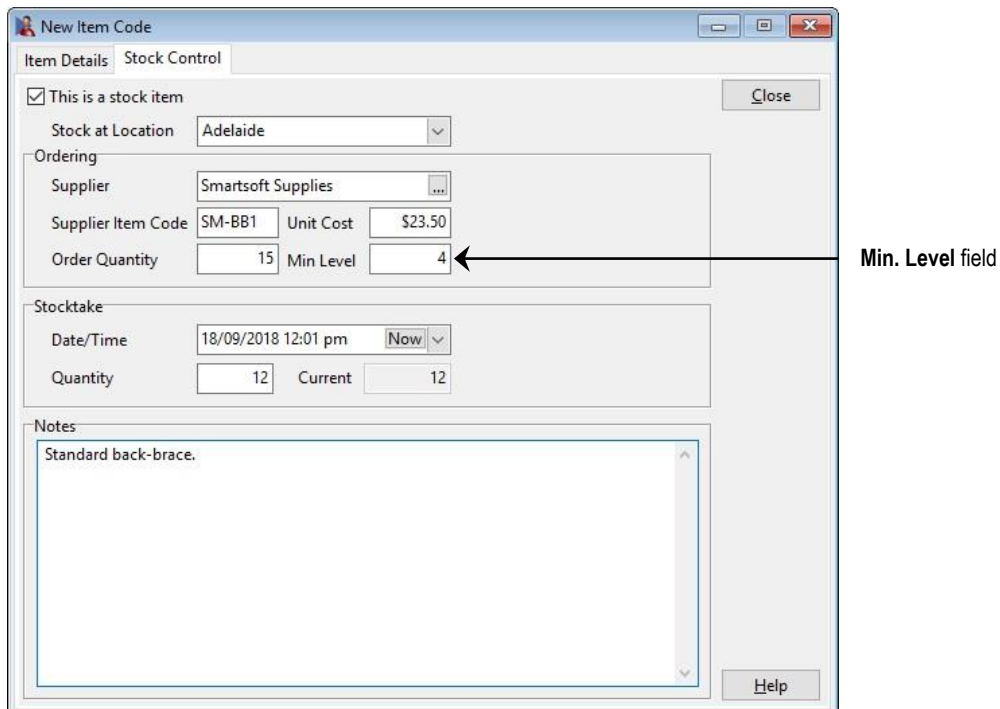 New Item Code
Item Details Stock Control
This is a stock item
Close
Stock at Location Adelaide
Ordering
Supplier Smartsoft Supplies ...
Supplier Item Code SM-BB1 Unit Cost $23.50
Order Quantity 15 Min Level 4
Min. Level field
Stocktake
Date/Time 18/09/2018 12:01 pm Now
Quantity 12 Current 12
Notes
Standard back-brace.
Help